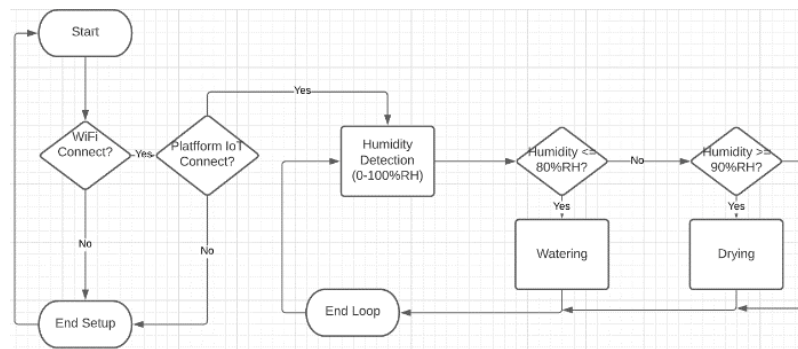 Start
WiFi
Connect?
Yes
Platfform IoT
Connect?
Yes
No
No
End Setup
Humidity
Detection
(0-100%RH)
Humidity <=
80%RH?
No
Humidity >=
90%RH?
Yes
Yes
Watering
Drying
End Loop